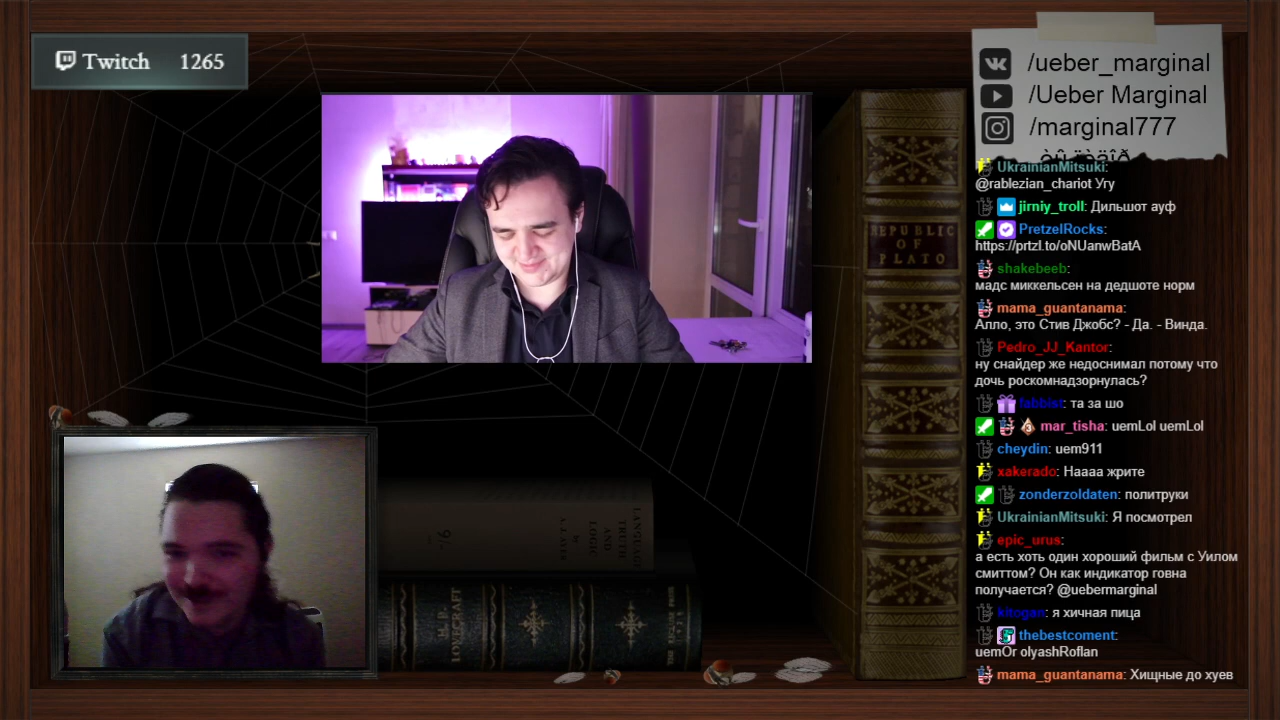 Twitch 1265
/ueber_marginal
/Ueber Marginal
/marginal777
UkrainianMitsuki:
@rablezian_chariot Угу
jirniy_troll: Дильшот ауф
PretzelRocks:
https://prtzl.to/oNUanwBatA
shakebeeb:
мадс миккельсен на дедшоте норм
mama_guantanama:
Алло, это Стив Джобс? - Да. - Винда.
Pedro_JJ_Kantor:
ну снайдер же недоснимал потому что
дочь роскомнадзорнулась?
fabbist: та за шо
mar_tisha: uemLol uemLol
cheydin: uem911
xakerado: Наааа жрите
zonderzoldaten: политруки
UkrainianMitsuki: Я посмотрел
epic_urus:
а есть хоть один хороший фильм с Уилом
смиттом? Он как индикатор говна
получается? @uebermarginal
kitogan: я хичная пица
thebestcoment:
uemOr olyashRoflan
mama_guantanama: Хищные до хуев
REPUBLIC
OF
PLATO
LANGUAGE
TRUTH
AND
LOGIC
by
A.J.AYER
H.P.
LOVECRAFT